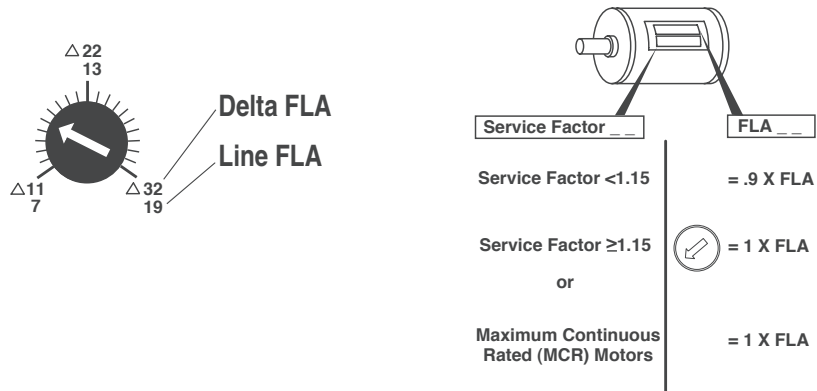 △22
13
Delta FLA
Line FLA
△11
7
△32
19
Service Factor _ _
FLA _ _
Service Factor <1.15
= .9 X FLA
Service Factor ≥1.15
= 1 X FLA
or
Maximum Continuous
Rated (MCR) Motors
= 1 X FLA